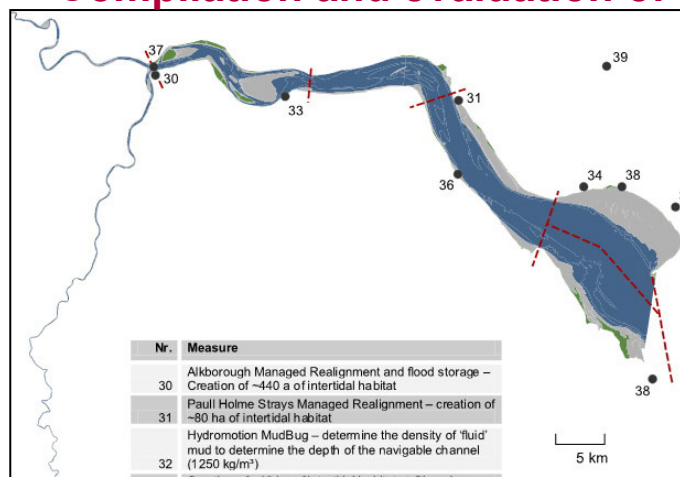 37
30
33
31
39
36
34
38
38
5 km
Nr. Measure
Alkborough Managed Realignment and flood storage –
30 Creation of ~440 a of intertidal habitat
Paull Holme Strays Managed Realignment – creation of
31 ~80 ha of intertidal habitat
Hydromotion MudBug – determine the density of 'fluid'
mud to determine the depth of the navigable channel
32 (1250 kg/m³)